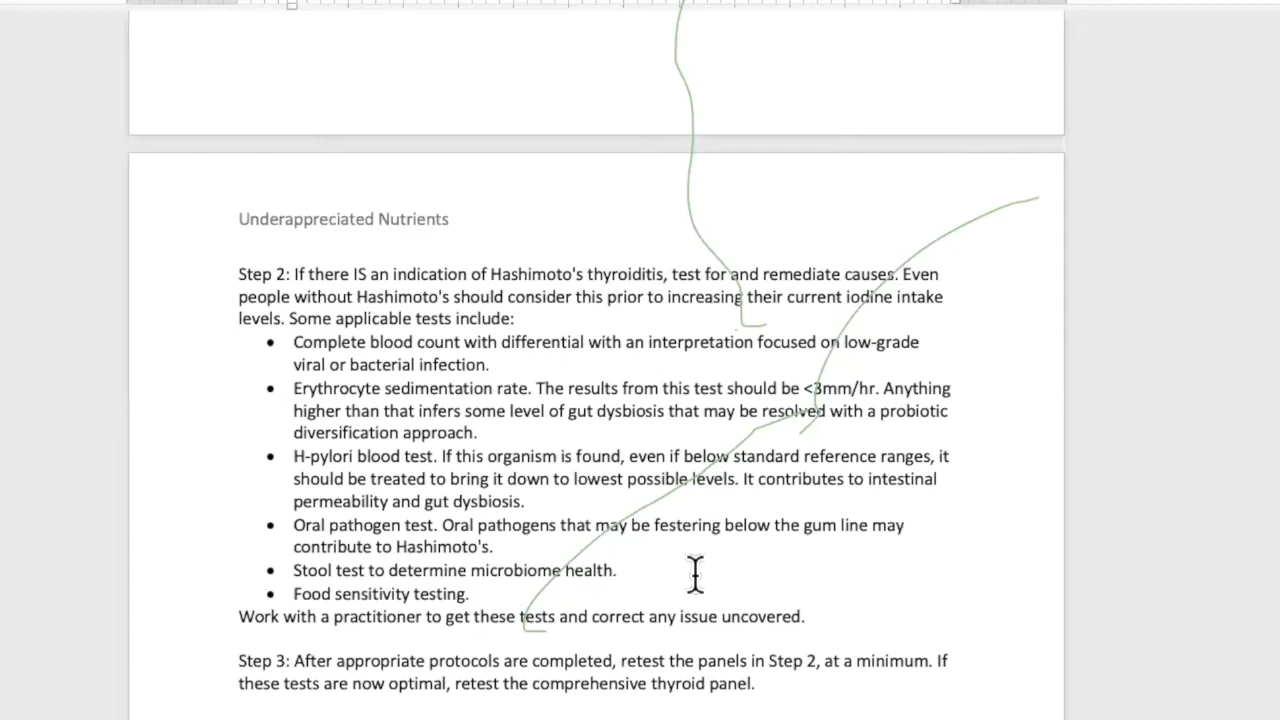 Underappreciated Nutrients
Step 2: If there IS an indication of Hashimoto's thyroiditis, test for and remediate causes. Even
people without Hashimoto's should consider this prior to increasing their current iodine intake
levels. Some applicable tests include:
• Complete blood count with differential with an interpretation focused on low-grade
viral or bacterial infection.
• Erythrocyte sedimentation rate. The results from this test should be <3mm/hr. Anything
higher than that infers some level of gut dysbiosis that may be resolved with a probiotic
diversification approach.
• H-pylori blood test. If this organism is found, even if below standard reference ranges, it
should be treated to bring it down to lowest possible levels. It contributes to intestinal
permeability and gut dysbiosis.
• Oral pathogen test. Oral pathogens that may be festering below the gum line may
contribute to Hashimoto's.
• Stool test to determine microbiome health.
• Food sensitivity testing.
Work with a practitioner to get these tests and correct any issue uncovered.
Step 3: After appropriate protocols are completed, retest the panels in Step 2, at a minimum. If
these tests are now optimal, retest the comprehensive thyroid panel.